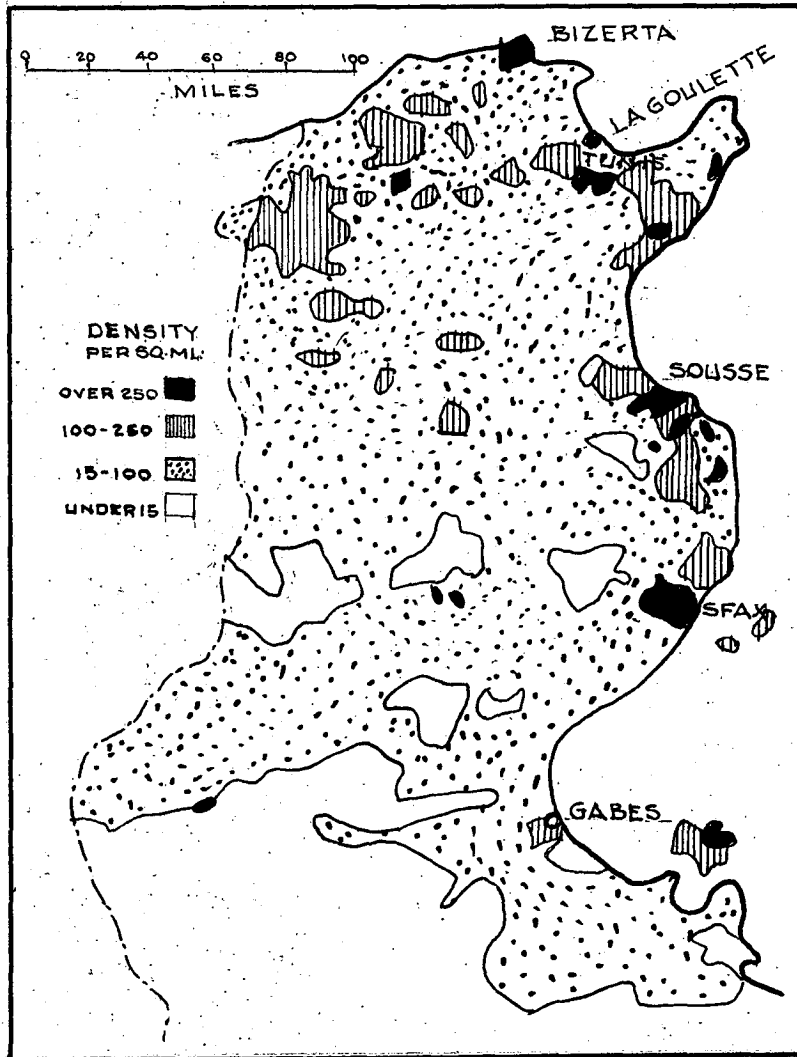 BIZERTA
0 20 40 60 80 100
MILES
LA GOULETTE
TUNIS
DENSITY
PER SQ. ML.
OVER 250
100-250
15-100
UNDER 15
SOUSSE
SFAX
GABES